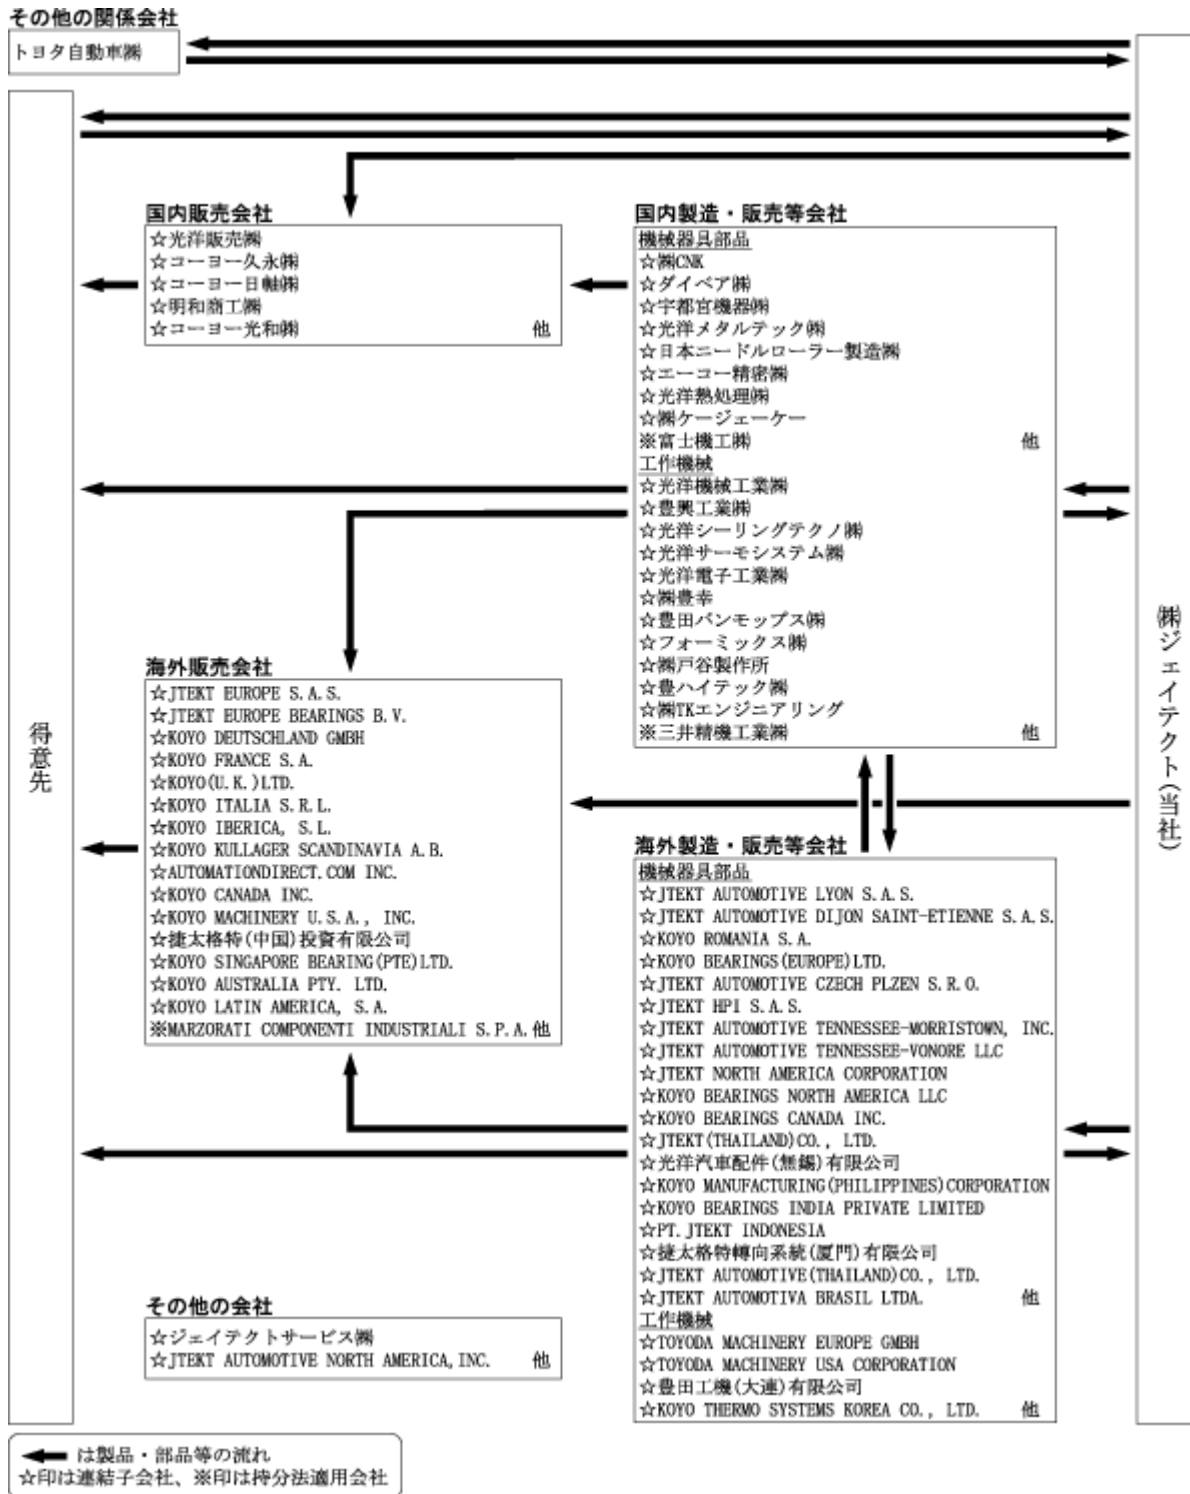 その他の関係会社
トヨタ自動車㈱
得意先
国内販売会社
☆光洋販売㈱
☆コーヨー久永㈱
☆コーヨー日軸㈱
☆明和商工㈱
☆コーヨー光和㈱ 他
国内製造・販売等会社
機械器具部品
☆㈱CNK
☆ダイベア㈱
☆宇都宮機器㈱
☆光洋メタルテック㈱
☆日本ニードルローラー製造㈱
☆エーコー精密㈱
☆光洋熱処理㈱
☆㈱ケージェーケー
※富士機工㈱ 他
工作機械
☆光洋機械工業㈱
☆豊興工業㈱
☆光洋シーリングテクノ㈱
☆光洋サーモシステム㈱
☆光洋電子工業㈱
☆㈱豊幸
☆豊田バンモップス㈱
☆フォーミックス㈱
☆㈱戸谷製作所
☆豊ハイテック㈱
☆㈱TKエンジニアリング
※三井精機工業㈱ 他
海外販売会社
☆JTEKT EUROPE S.A.S.
☆JTEKT EUROPE BEARINGS B.V.
☆KOYO DEUTSCHLAND GMBH
☆KOYO FRANCE S.A.
☆KOYO(U.K.)LTD.
☆KOYO ITALIA S.R.L.
☆KOYO IBERICA, S.L.
☆KOYO KULLAGER SCANDINAVIA A.B.
☆AUTOMATIONDIRECT.COM INC.
☆KOYO CANADA INC.
☆KOYO MACHINERY U.S.A., INC.
☆捷太格特(中国)投資有限公司
☆KOYO SINGAPORE BEARING(PTE)LTD.
☆KOYO AUSTRALIA PTY. LTD.
☆KOYO LATIN AMERICA, S.A.
※MARZORATI COMPONENTI INDUSTRIALI S.P.A. 他
海外製造・販売等会社
機械器具部品
☆JTEKT AUTOMOTIVE LYON S.A.S.
☆JTEKT AUTOMOTIVE DIJON SAINT-ETIENNE S.A.S.
☆KOYO ROMANIA S.A.
☆KOYO BEARINGS(EUROPE)LTD.
☆JTEKT AUTOMOTIVE CZECH PLZEN S.R.O.
☆JTEKT HPI S.A.S.
☆JTEKT AUTOMOTIVE TENNESSEE-MORRISTOWN, INC.
☆JTEKT AUTOMOTIVE TENNESSEE-VONORE LLC
☆JTEKT NORTH AMERICA CORPORATION
☆KOYO BEARINGS NORTH AMERICA LLC
☆KOYO BEARINGS CANADA INC.
☆JTEKT(THAILAND)CO., LTD.
☆光洋汽車配件(無錫)有限公司
☆KOYO MANUFACTURING(PHILIPPINES)CORPORATION
☆KOYO BEARINGS INDIA PRIVATE LIMITED
☆PT.JTEKT INDONESIA
☆捷太格特轉向系統(厦門)有限公司
☆JTEKT AUTOMOTIVE(THAILAND)CO., LTD.
☆JTEKT AUTOMOTIVA BRASIL LTDA. 他
工作機械
☆TOYODA MACHINERY EUROPE GMBH
☆TOYODA MACHINERY USA CORPORATION
☆豊田工機(大連)有限公司
☆KOYO THERMO SYSTEMS KOREA CO., LTD. 他
その他の会社
☆ジェイテクトサービス㈱
☆JTEKT AUTOMOTIVE NORTH AMERICA,INC. 他
㈱ジェイテクト(当社)
は製品・部品等の流れ
☆印は連結子会社、※印は持分法適用会社